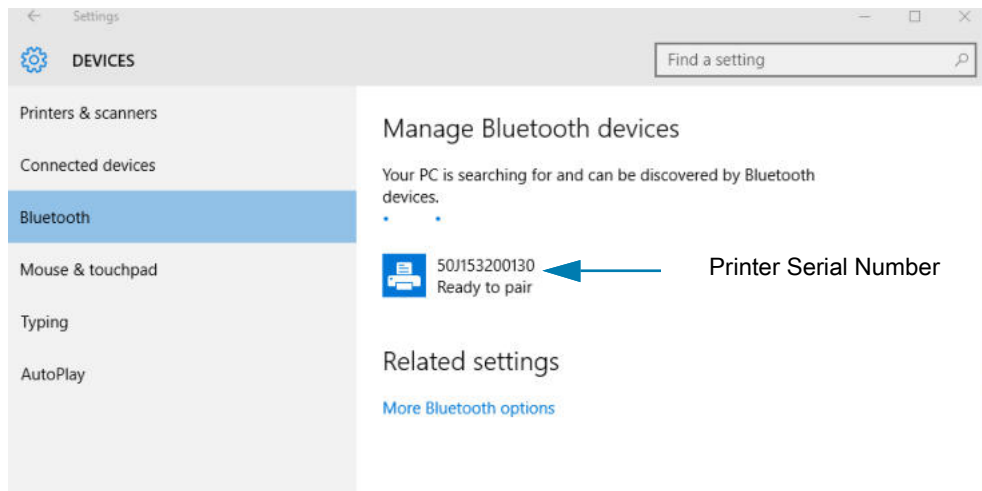 Settings
DEVICES
Find a setting
Printers & scanners
Connected devices
Bluetooth
Mouse & touchpad
Typing
AutoPlay
Manage Bluetooth devices
Your PC is searching for and can be discovered by Bluetooth
devices.
50J153200130
Ready to pair
Printer Serial Number
Related settings
More Bluetooth options